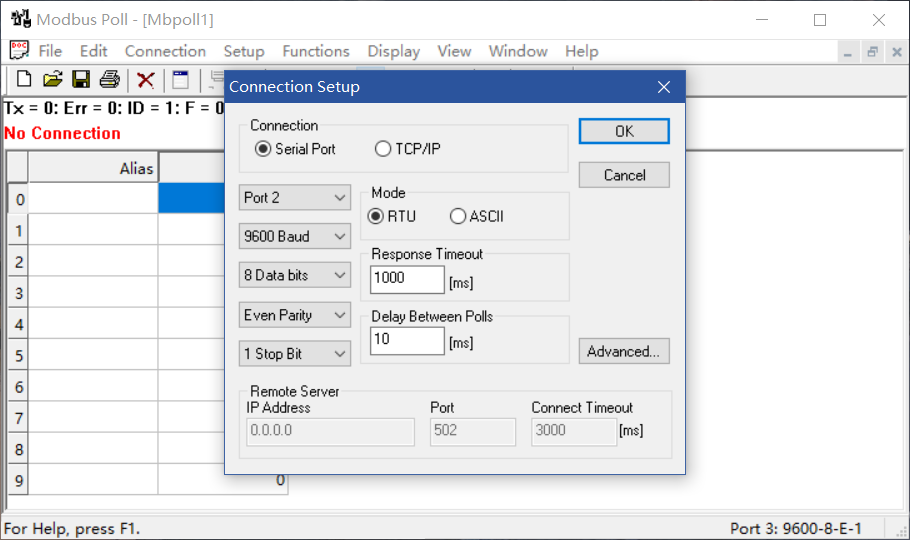 Modbus Poll - [Mbpoll1]
File Edit Connection Setup Functions Display View Window Help
Tx = 0: Err = 0: ID = 1: F = 0
No Connection
Alias
0
1
2
3
4
5
6
7
8
9
0
Connection Setup
Connection
Serial Port
TCP/IP
OK
Cancel
Port 2
9600 Baud
8 Data bits
Even Parity
1 Stop Bit
Mode
RTU
ASCII
Response Timeout
1000 [ms]
Delay Between Polls
10 [ms]
Advanced...
Remote Server
IP Address Port Connect Timeout
0.0.0.0 502 3000 [ms]
For Help, press F1.
Port 3: 9600-8-E-1